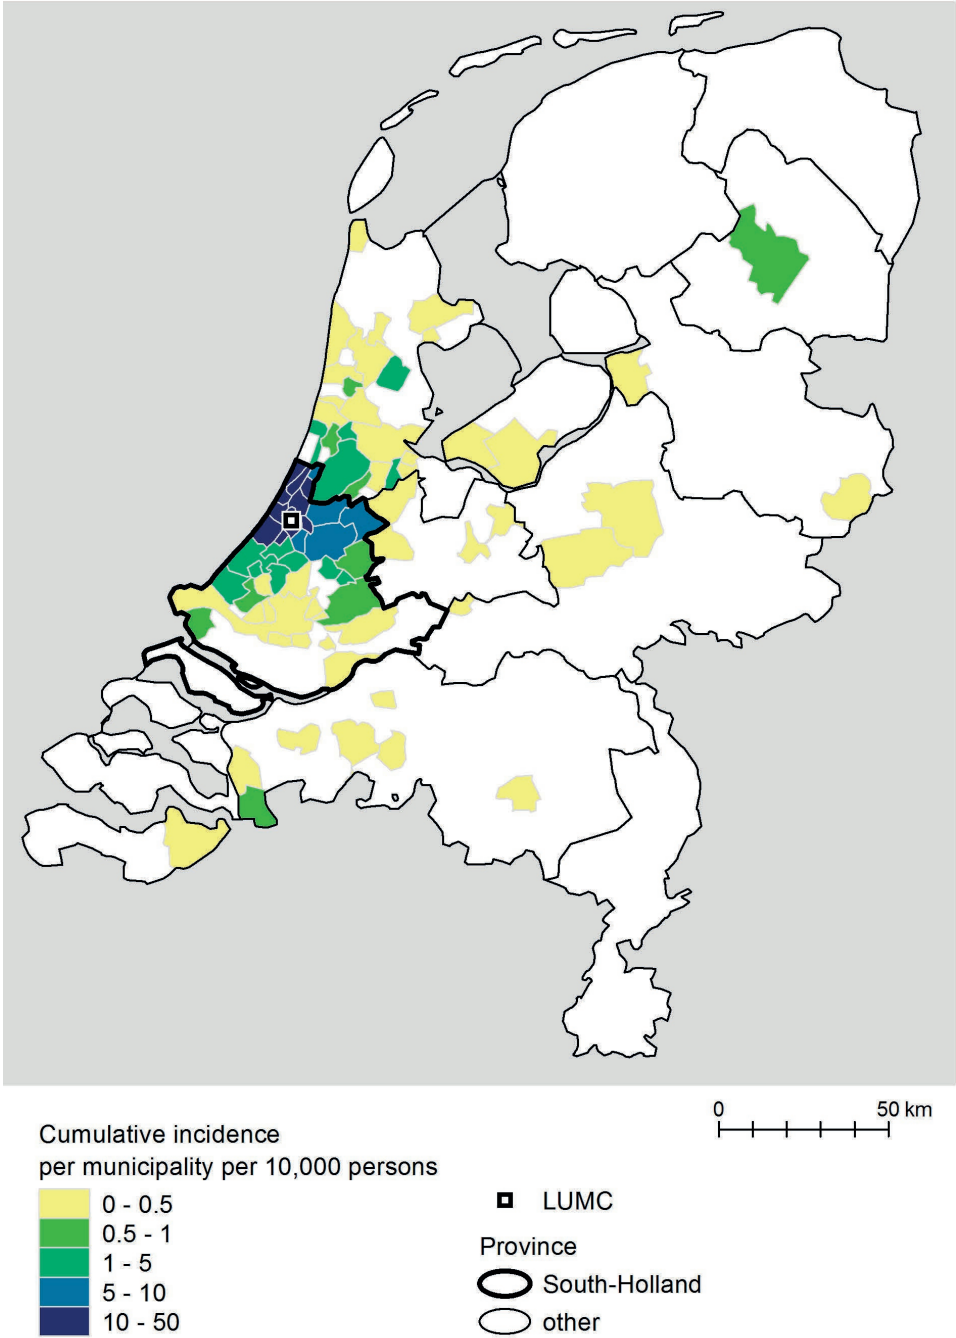 0 50 km
Cumulative incidence
per municipality per 10,000 persons
0 - 0.5
0.5 - 1
1 - 5
5 - 10
10 - 50
LUMC
Province
South-Holland
other